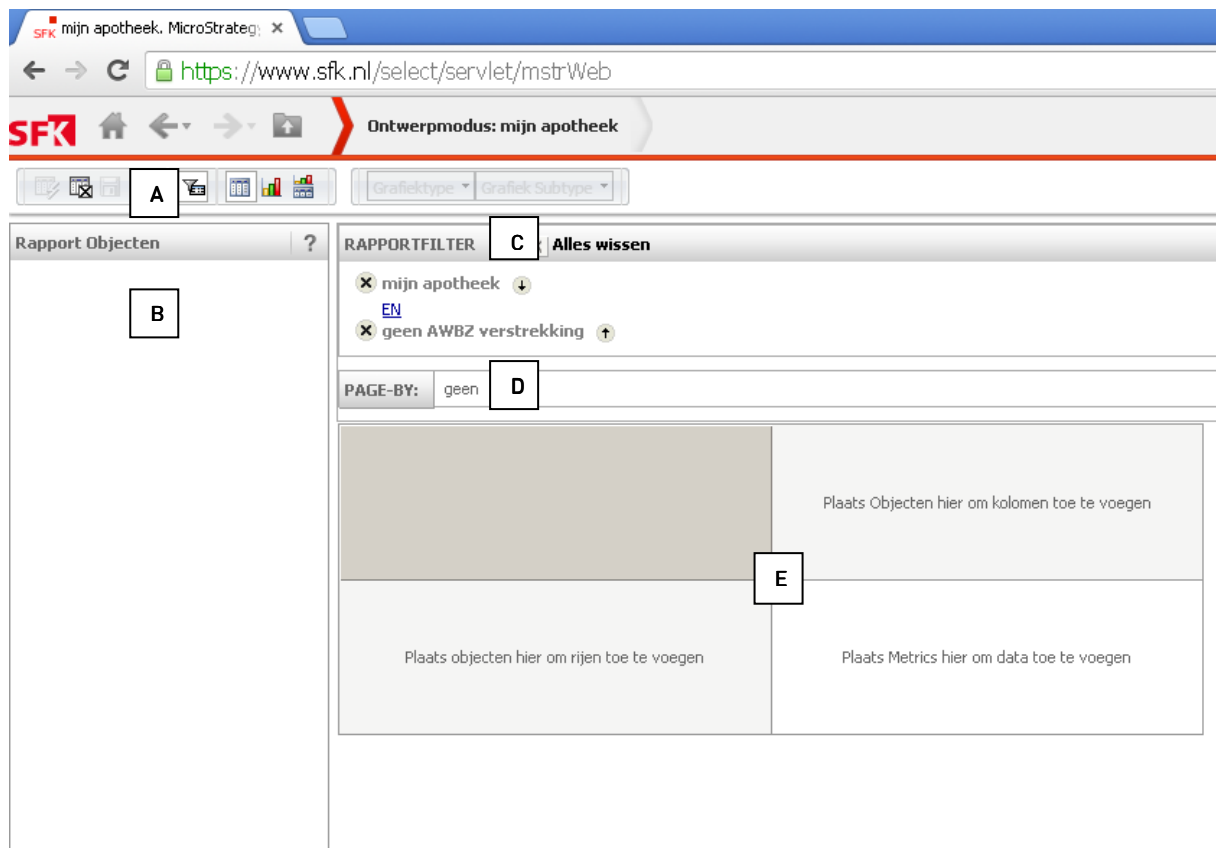 SFK mijn apotheek. MicroStrateg
https://www.sfk.nl/select/servlet/mstrWeb
SFK Ontwerpmodus: mijn apotheek
A Grafiektype Grafiek Subtype
Rapport Objecten ? RAPPORTFILTER C Alles wissen
mijn apotheek
B EN
geen AWBZ verstrekking
PAGE-BY: geen D
Plaats Objecten hier om kolomen toe te voegen
E
Plaats objecten hier om rijen toe te voegen Plaats Metrics hier om data toe te voegen